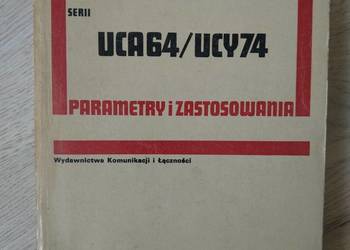 SERII
UCA64/UCY74
PARAMETRY i ZASTOSOWANIA
Wydawnictwa Komunikacji i Łączności